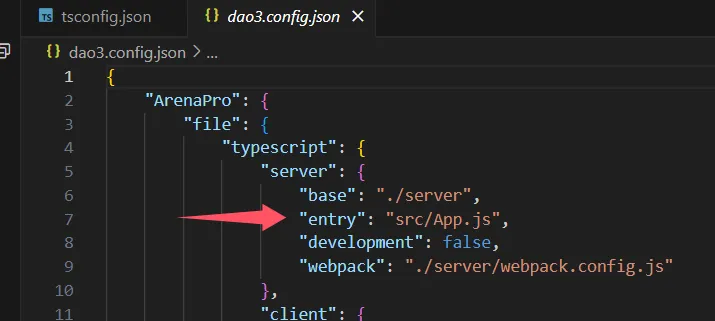 TS tsconfig.json {} dao3.config.json ×
{} dao3.config.json > ...
1 {
2 "ArenaPro": {
3 "file": {
4 "typescript": {
5 "server": {
6 "base": "./server",
7 "entry": "src/App.js",
8 "development": false,
9 "webpack": "./server/webpack.config.js"
10 },
11 "client": {